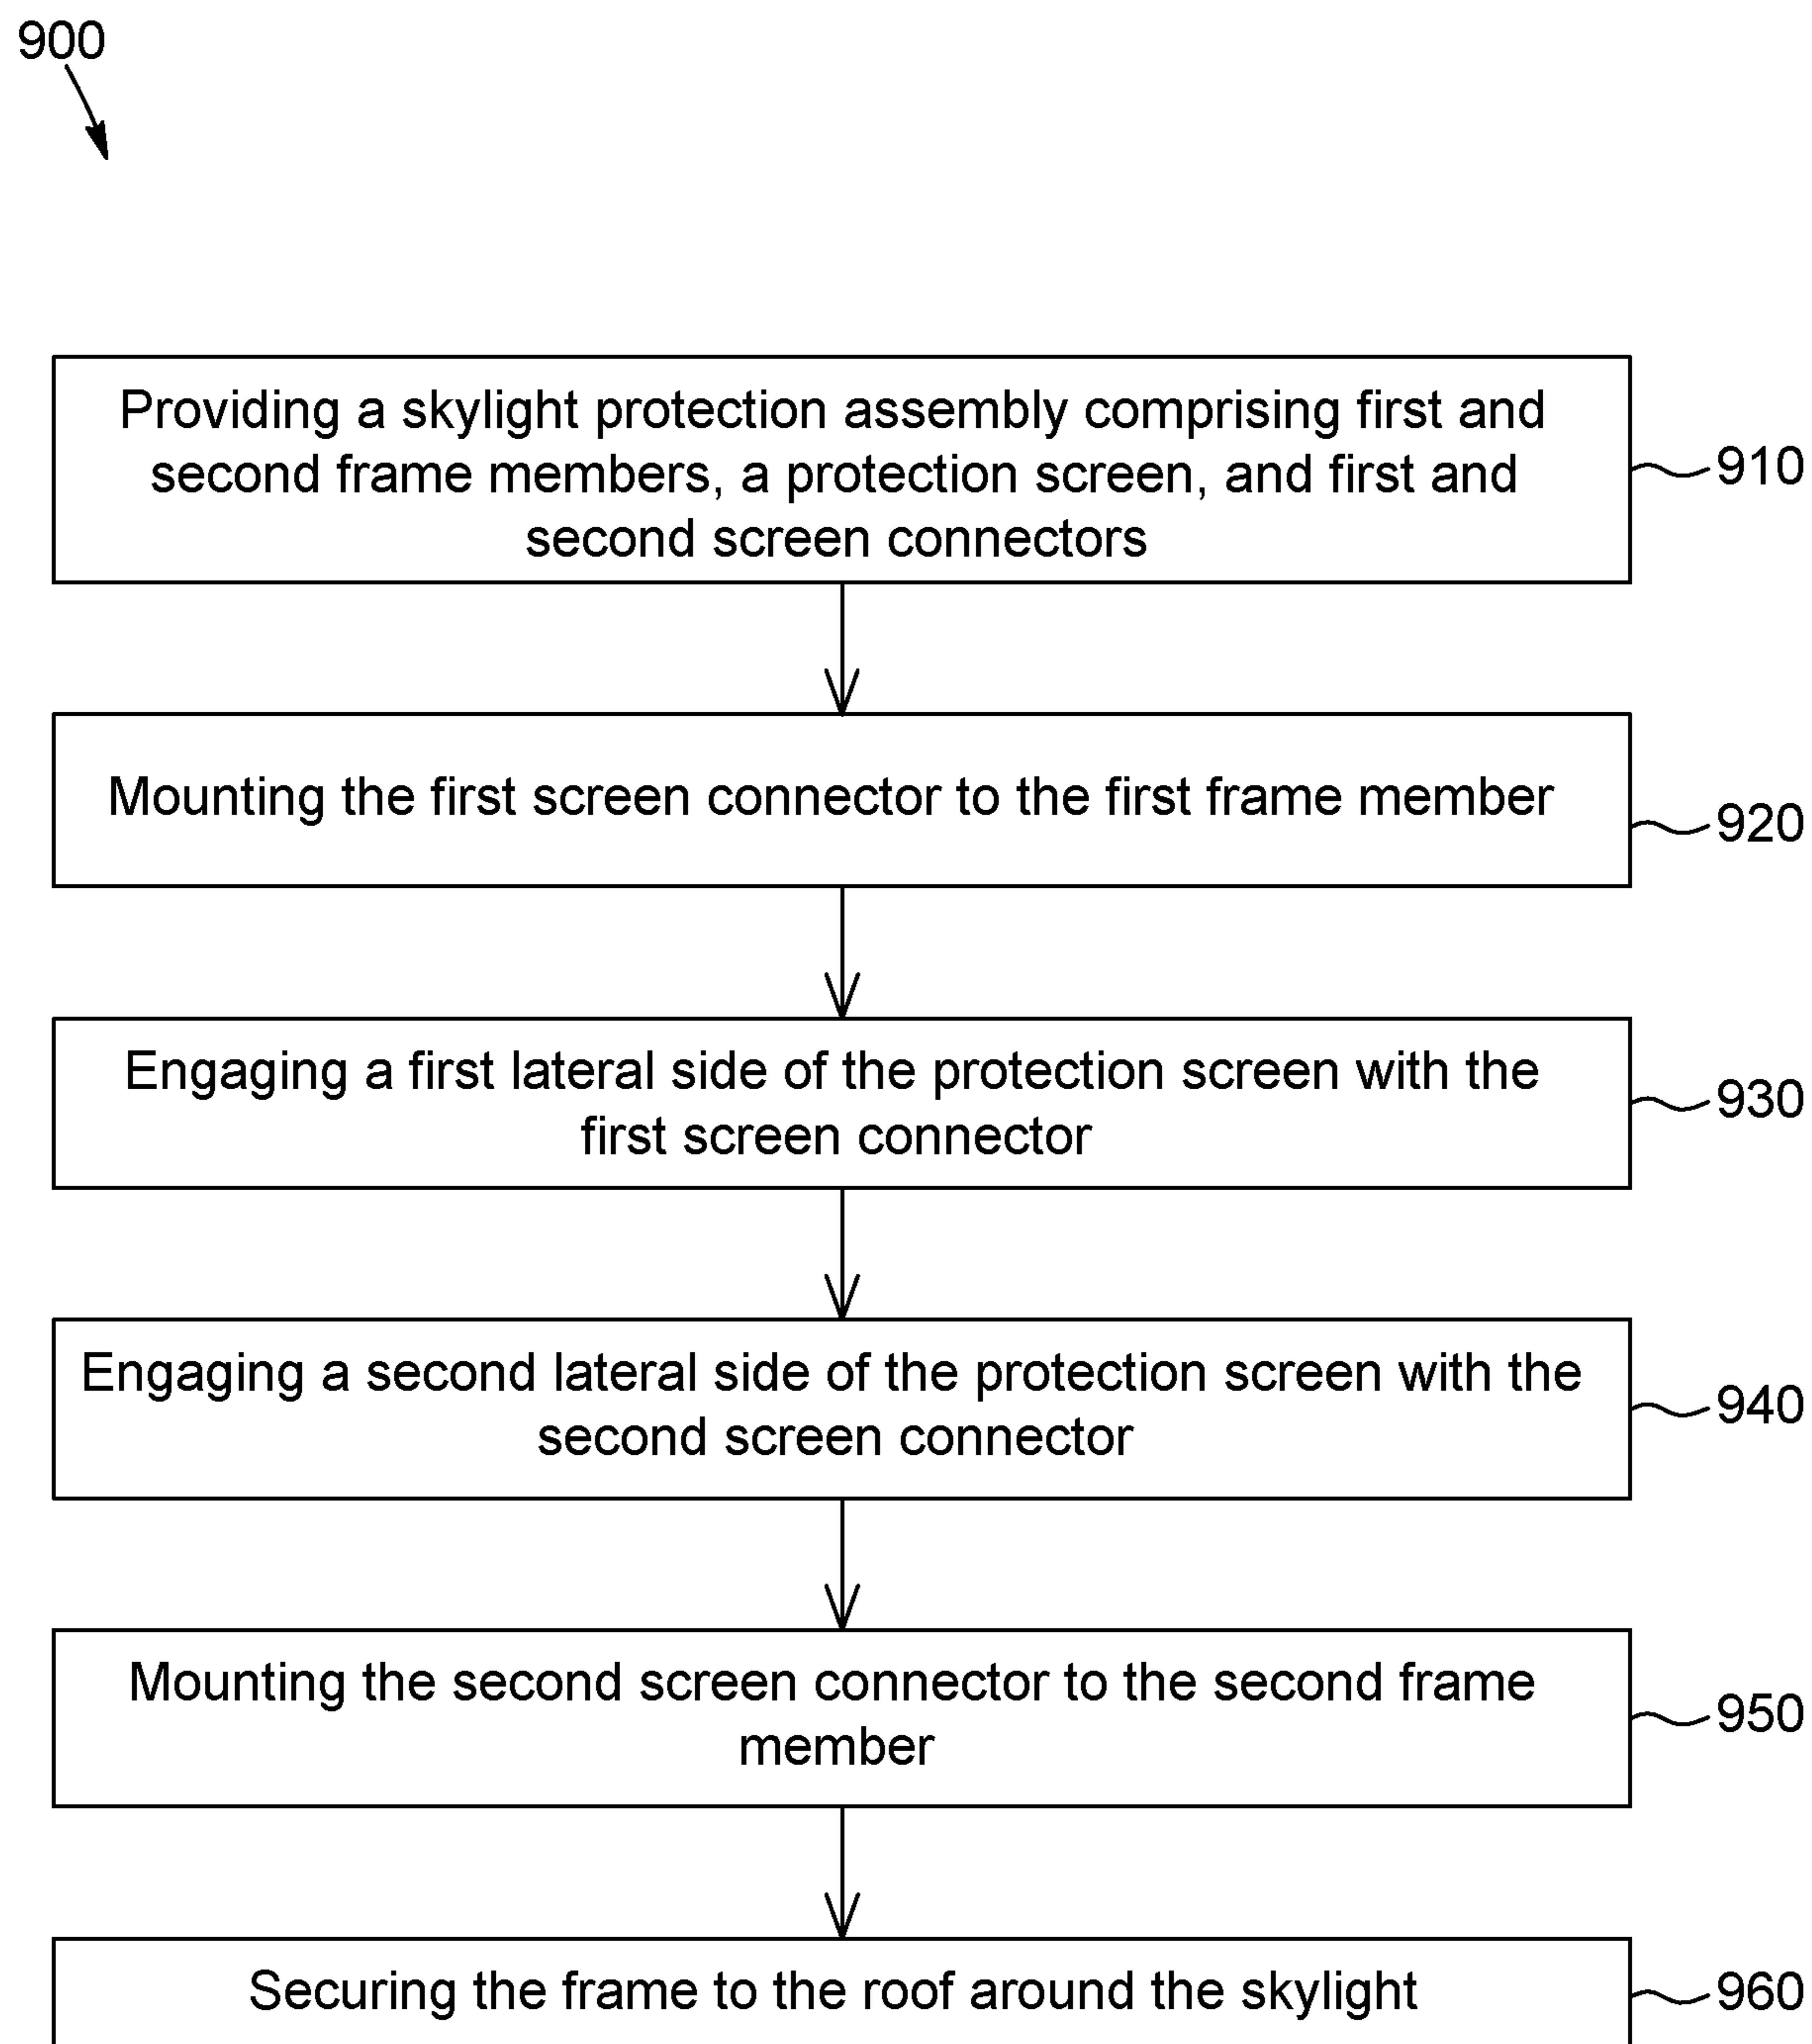 900
Providing a skylight protection assembly comprising first and
second frame members, a protection screen, and first and
second screen connectors
910
Mounting the first screen connector to the first frame member
920
Engaging a first lateral side of the protection screen with the
first screen connector
930
Engaging a second lateral side of the protection screen with the
second screen connector
940
Mounting the second screen connector to the second frame
member
950
Securing the frame to the roof around the skylight
960